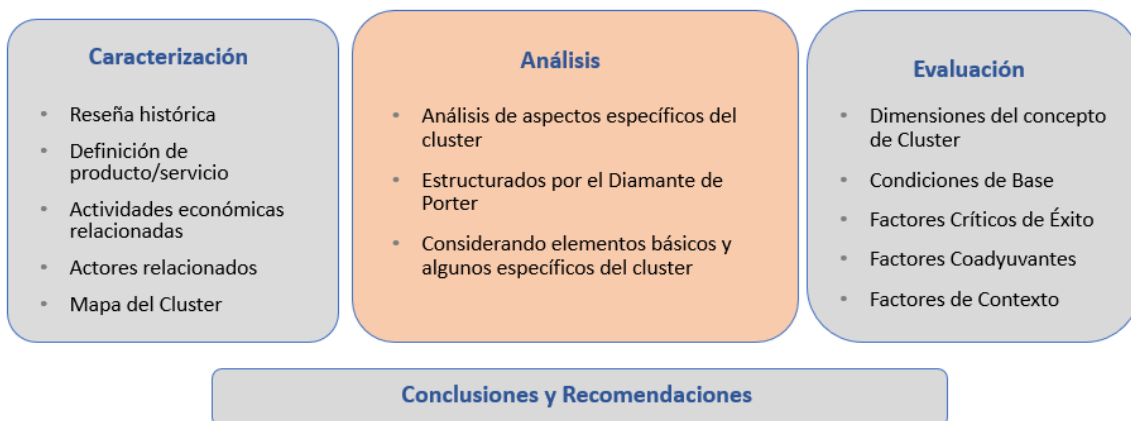 Caracterización
• Reseña histórica
• Definición de
producto/servicio
• Actividades económicas
relacionadas
• Actores relacionados
• Mapa del Cluster
Análisis
• Análisis de aspectos específicos del
cluster
• Estructurados por el Diamante de
Porter
• Considerando elementos básicos y
algunos específicos del cluster
Evaluación
• Dimensiones del concepto
de Cluster
• Condiciones de Base
• Factores Críticos de Éxito
• Factores Coadyuvantes
• Factores de Contexto
Conclusiones y Recomendaciones